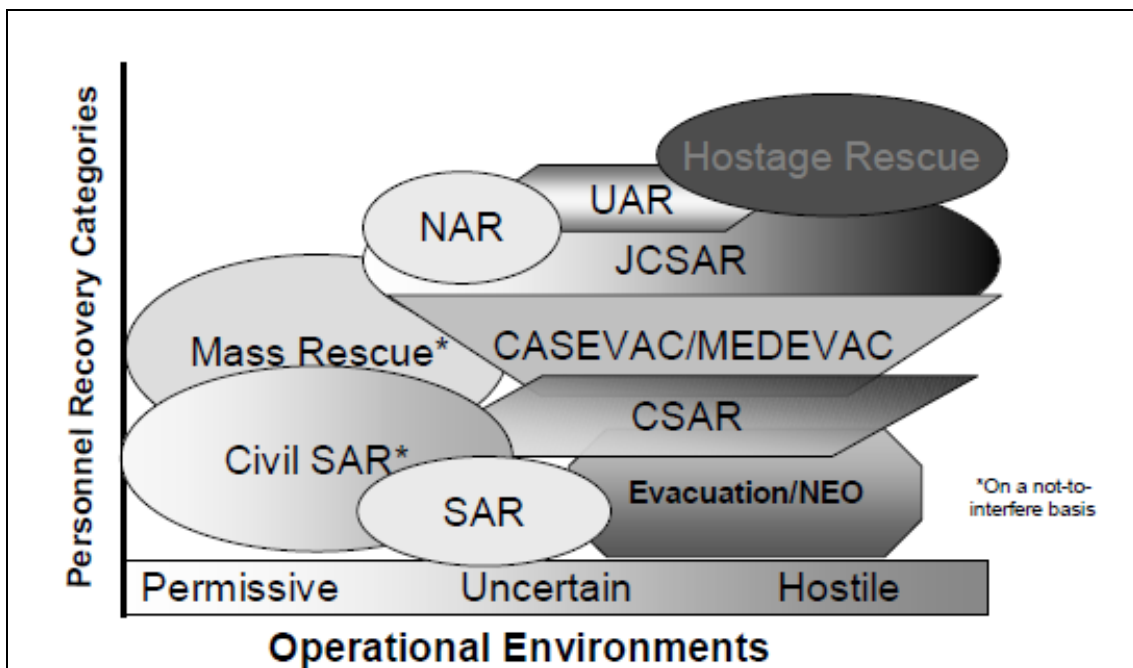 Personnel Recovery Categories
Hostage Rescue
UAR
NAR
JCSAR
Mass Rescue*
CASEVAC/MEDEVAC
CSAR
Civil SAR*
Evacuation/NEO
SAR
*On a not-to-
interfere basis
Permissive Uncertain Hostile
Operational Environments